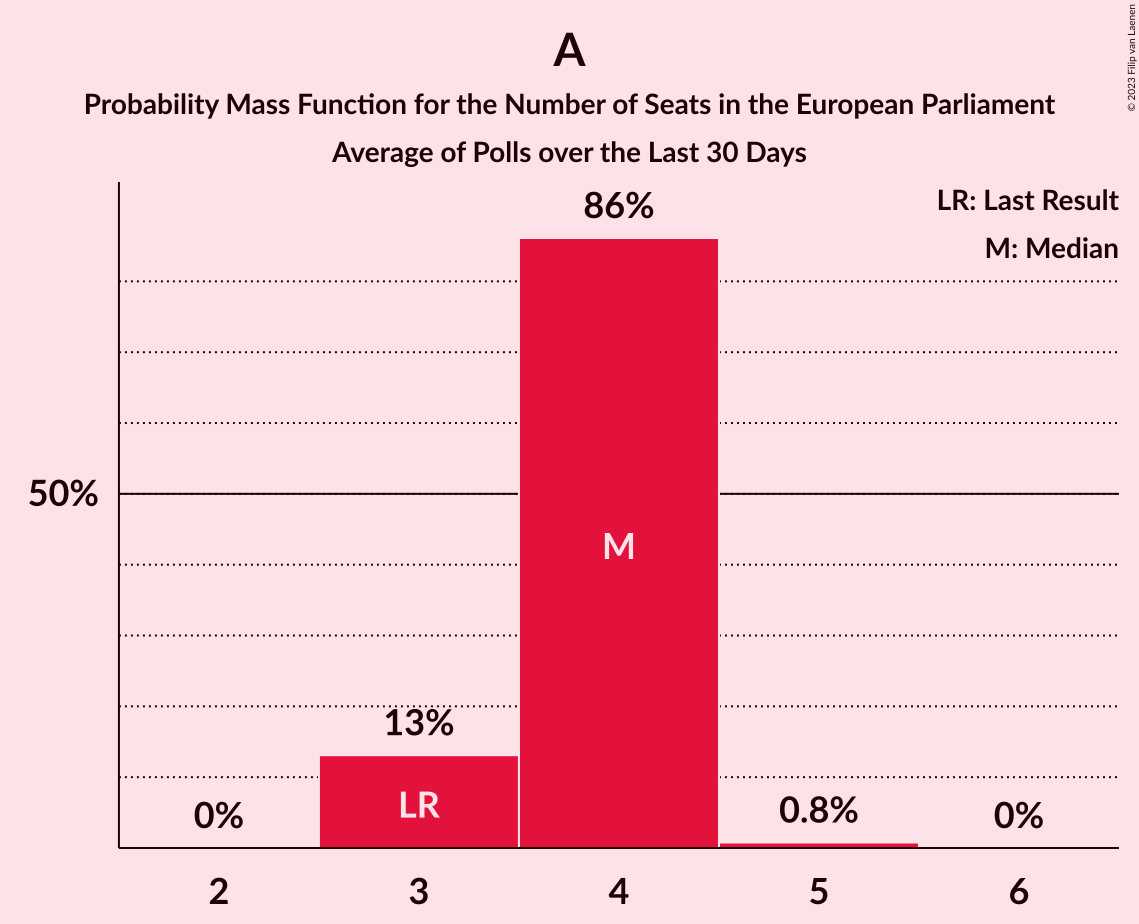 A
Probability Mass Function for the Number of Seats in the European Parliament
Average of Polls over the Last 30 Days
© 2023 Filip van Laenen
LR: Last Result
M: Median
86%
50%
M
13%
LR
0%
0.8%
0%
2 3 4 5 6